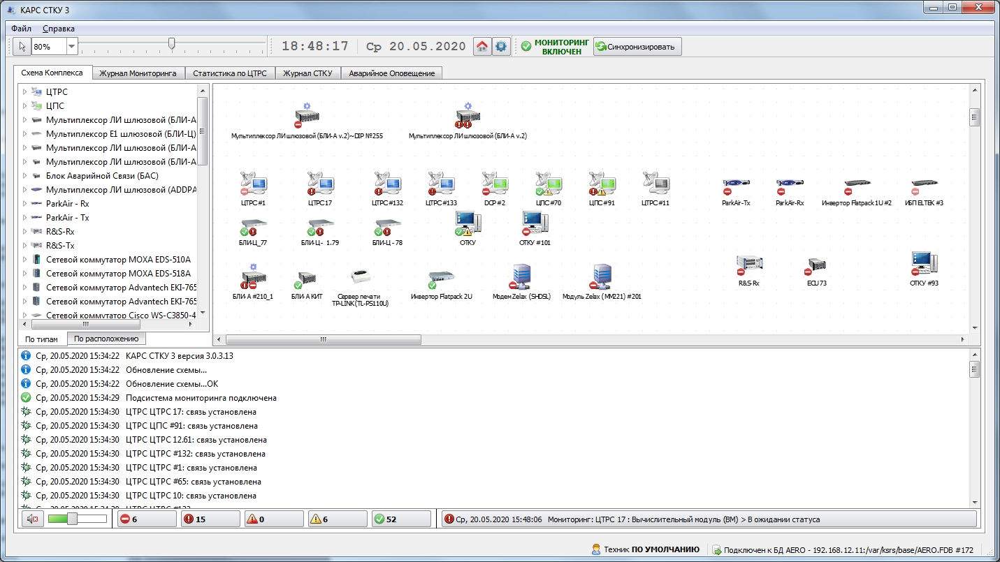 КАРС СТКУ 3
Файл Справка
80% 18:48:17 Ср 20.05.2020 МОНИТОРИНГ ВКЛЮЧЕН Синхронизировать
Схема Комплекса Журнал Мониторинга Статистика по ЦТРС Журнал СТКУ Аварийное Оповещение
ЦТРС
ЦПС
Мультиплексор ЛИ шлюзовой (БЛИ-А
Мультиплексор Е1 шлюзовой (БЛИ-Ц)
Мультиплексор ЛИ шлюзовой (БЛИ-А
Мультиплексор ЛИ шлюзовой (БЛИ-А
Блок Аварийной Связи (БАС)
Мультиплексор ЛИ шлюзовой (ADDPA
ParkAir - Rx
ParkAir - Tx
R&S-Rx
R&S-Tx
Сетевой коммутатор MOXA EDS-510A
Сетевой коммутатор MOXA EDS-518A
Сетевой коммутатор Advantech EKI-765
Сетевой коммутатор Advantech EKI-765
Сетевой коммутатор Cisco WS-C3850-4
По типам По расположению
Мультиплексор ЛИ шлюзовой (БЛИ-А v.2)~DIP №255 Мультиплексор ЛИ шлюзовой (БЛИ-А v.2)
ЦТРС #1 ЦТРС 17 ЦТРС #132 ЦТРС #133 DCP #2 ЦПС #70 ЦПС #91 ЦТРС #11 ParkAir-Tx ParkAir-Rx Инвертор Flatpack 1U #2 ИБП ELTEK #3
БЛИ-Ц_77 БЛИ-Ц - 1.79 БЛИ-Ц - 78 ОТКУ ОТКУ #101
R&S-Rx ECU 73 ОТКУ #93
БЛИ-А #210_1 БЛИ-А КИТ Сервер печати TP-LINK(TL-PS110U) Инвертор Flatpack 2U Модем Zelax (SHDSL) Модуль Zelax (MM221) #201
Ср, 20.05.2020 15:34:22 КАРС СТКУ 3 версия 3.0.3.13
Ср, 20.05.2020 15:34:22 Обновление схемы...
Ср, 20.05.2020 15:34:22 Обновление схемы...OK
Ср, 20.05.2020 15:34:29 Подсистема мониторинга подключена
Ср, 20.05.2020 15:34:30 ЦТРС ЦТРС 17: связь установлена
Ср, 20.05.2020 15:34:30 ЦТРС ЦПС #91: связь установлена
Ср, 20.05.2020 15:34:30 ЦТРС ЦТРС 12.61: связь установлена
Ср, 20.05.2020 15:34:30 ЦТРС ЦТРС #132: связь установлена
Ср, 20.05.2020 15:34:30 ЦТРС ЦТРС #1: связь установлена
Ср, 20.05.2020 15:34:30 ЦТРС ЦТРС #65: связь установлена
Ср, 20.05.2020 15:34:30 ЦТРС ЦТРС 10: связь установлена
6 15 0 6 52 Ср, 20.05.2020 15:48:06 Мониторинг: ЦТРС 17 : Вычислительный модуль (ВМ) > В ожидании статуса
Техник ПО УМОЛЧАНИЮ Подключен к БД AERO - 192.168.12.11:/var/ksrs/base/AERO.FDB #172